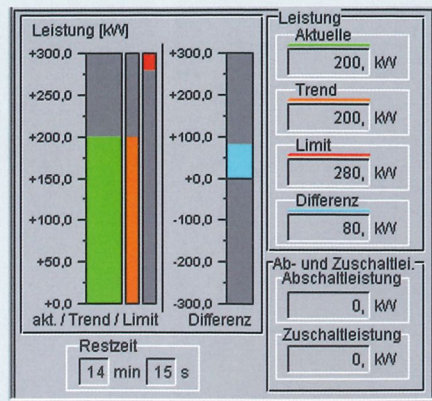 Leistung [kW]
+300,0
+250,0
+200,0
+150,0
+100,0
+50,0
+0,0
akt. / Trend / Limit
+300,0
+200,0
+100,0
+0,0
-100,0
-200,0
-300,0
Differenz
Restzeit
14 min 15 s
Leistung
Aktuelle
200, kW
Trend
200, kW
Limit
280, kW
Differenz
80, kW
Ab- und Zuschaltlei.
Abschaltleistung
0, kW
Zuschaltleistung
0, kW